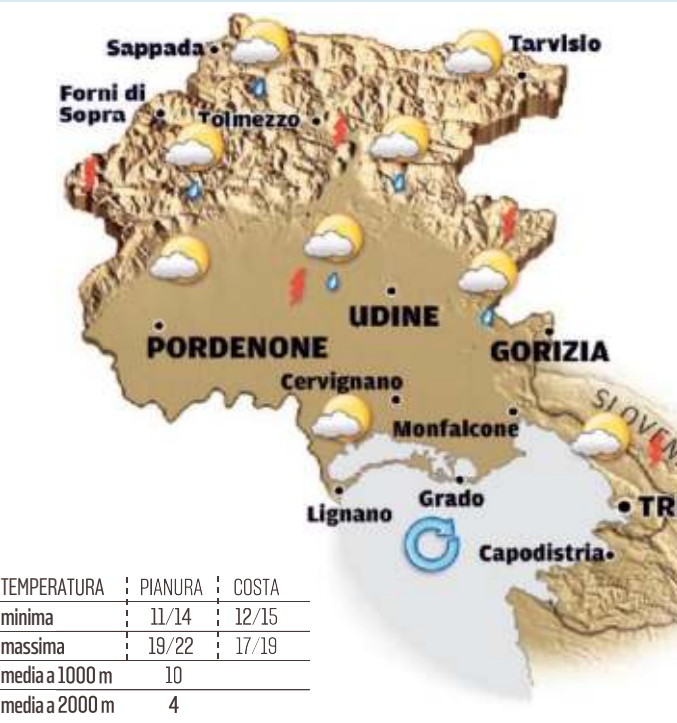 Sappada
Tarvisio
Forni di
Sopra
Tolmezzo
UDINE
PORDENONE
GORIZIA
Cervignano
SLOVEN
Monfalcone
Lignano
Grado
TR
Capodistria
TEMPERATURA PIANURA COSTA
minima 11/14 12/15
massima 19/22 17/19
media a 1000 m 10
media a 2000 m 4